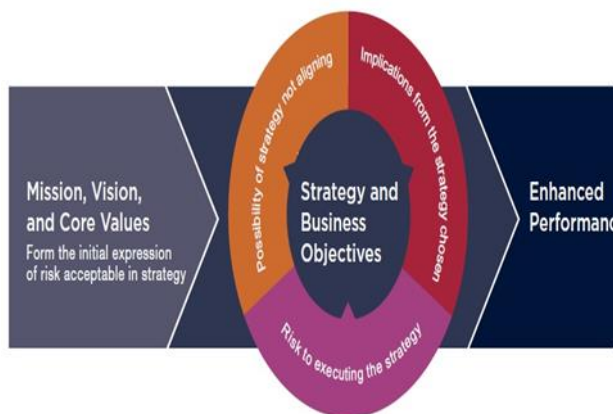 Mission, Vision,
and Core Values
Form the initial expression
of risk acceptable in strategy
Possibility of strategy not aligning
Implications from the strategy chosen
Strategy and
Business
Objectives
Risk to executing the strategy
Enhanced
Performanc